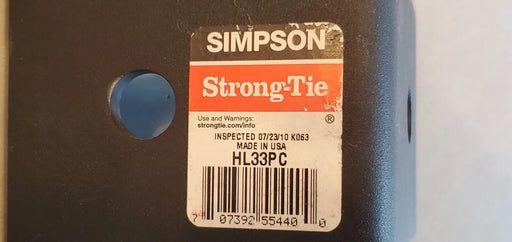 SIMPSON
Strong-Tie
®
Use and Warnings:
strongtie.com/info
INSPECTED 07/23/10 K063
MADE IN USA
HL33PC
7 07392 55440 0